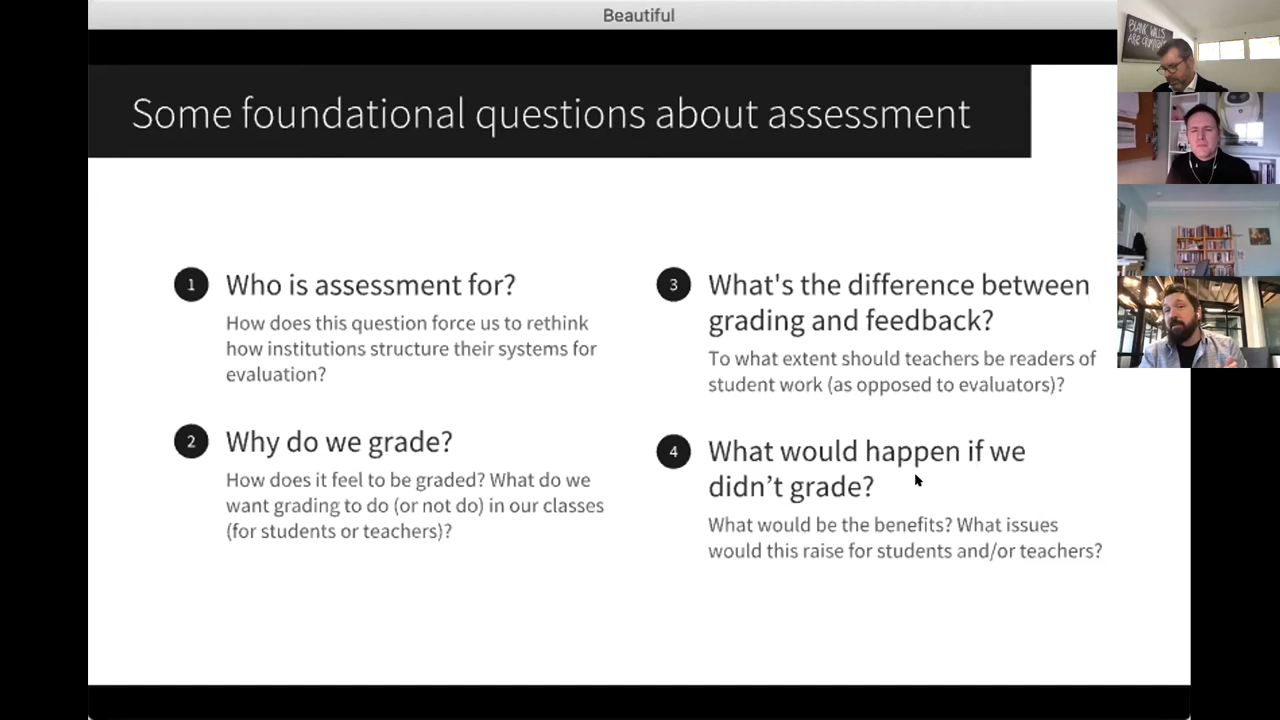 Beautiful
BLANK WALLS
ARE CRIMINAL
Some foundational questions about assessment
1
Who is assessment for?
How does this question force us to rethink
how institutions structure their systems for
evaluation?
2
Why do we grade?
How does it feel to be graded? What do we
want grading to do (or not do) in our classes
(for students or teachers)?
3
What's the difference between
grading and feedback?
To what extent should teachers be readers of
student work (as opposed to evaluators)?
4
What would happen if we
didn’t grade?
What would be the benefits? What issues
would this raise for students and/or teachers?